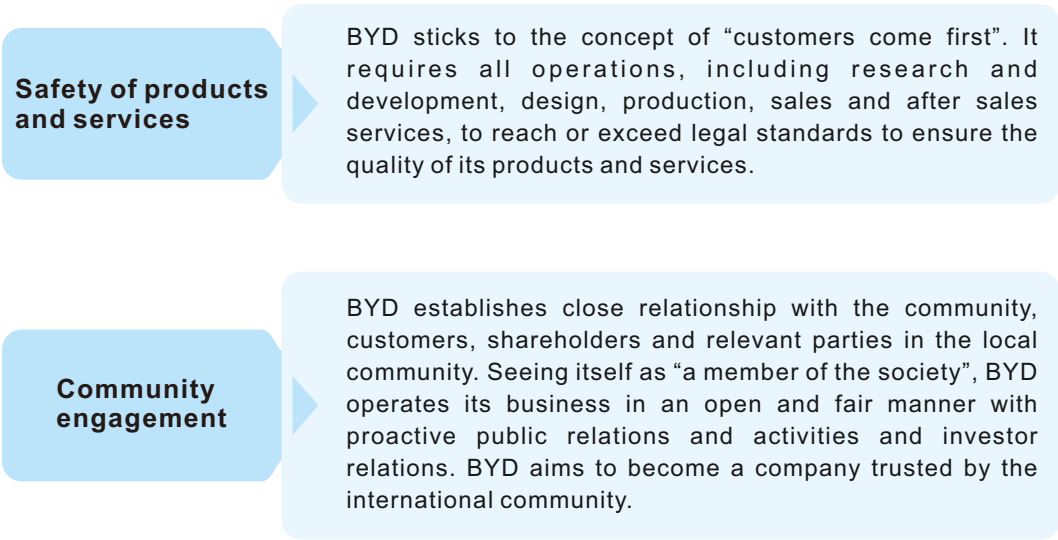 Safety of products
and services
BYD sticks to the concept of “customers come first”. It
requires all operations, including research and
development, design, production, sales and after sales
services, to reach or exceed legal standards to ensure the
quality of its products and services.
Community
engagement
BYD establishes close relationship with the community,
customers, shareholders and relevant parties in the local
community. Seeing itself as “a member of the society”, BYD
operates its business in an open and fair manner with
proactive public relations and activities and investor
relations. BYD aims to become a company trusted by the
international community.